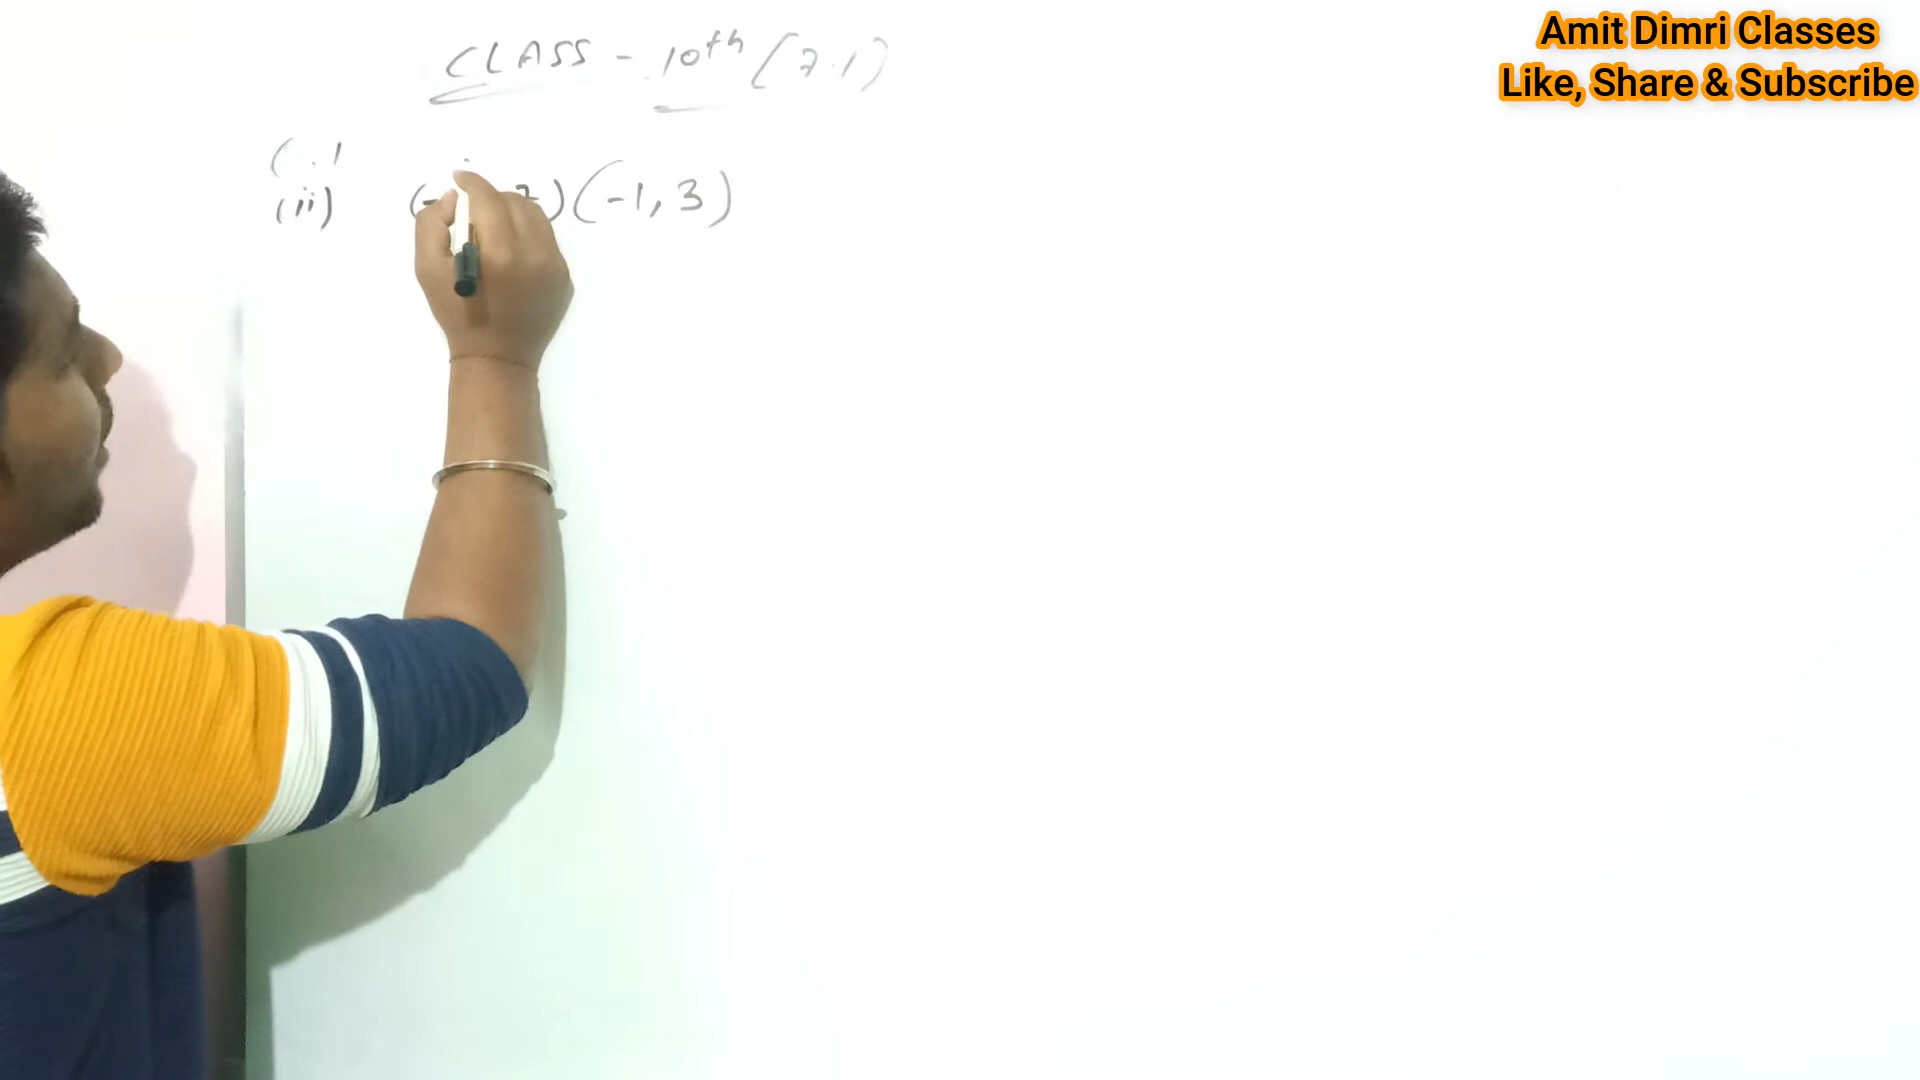 Amit Dimri Classes
Like, Share & Subscribe
CLASS - 10th (7.1)
(ii) (-1, 3)